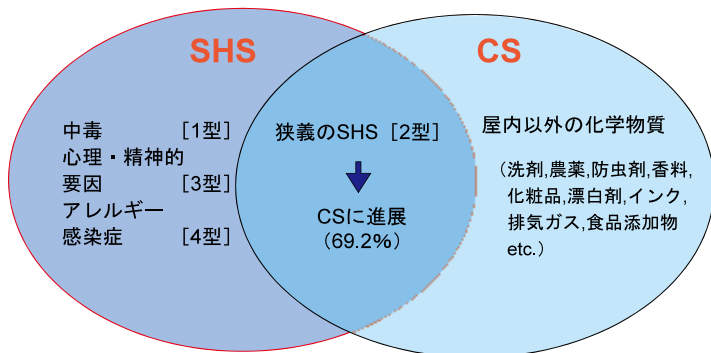 SHS
CS
中毒 [1型]
心理・精神的
要因 [3型]
アレルギー
感染症 [4型]
狭義のSHS [2型]
CSに進展
(69.2%)
屋内以外の化学物質
(洗剤,農薬,防虫剤,香料,
化粧品,漂白剤,インク,
排気ガス,食品添加物
etc.)